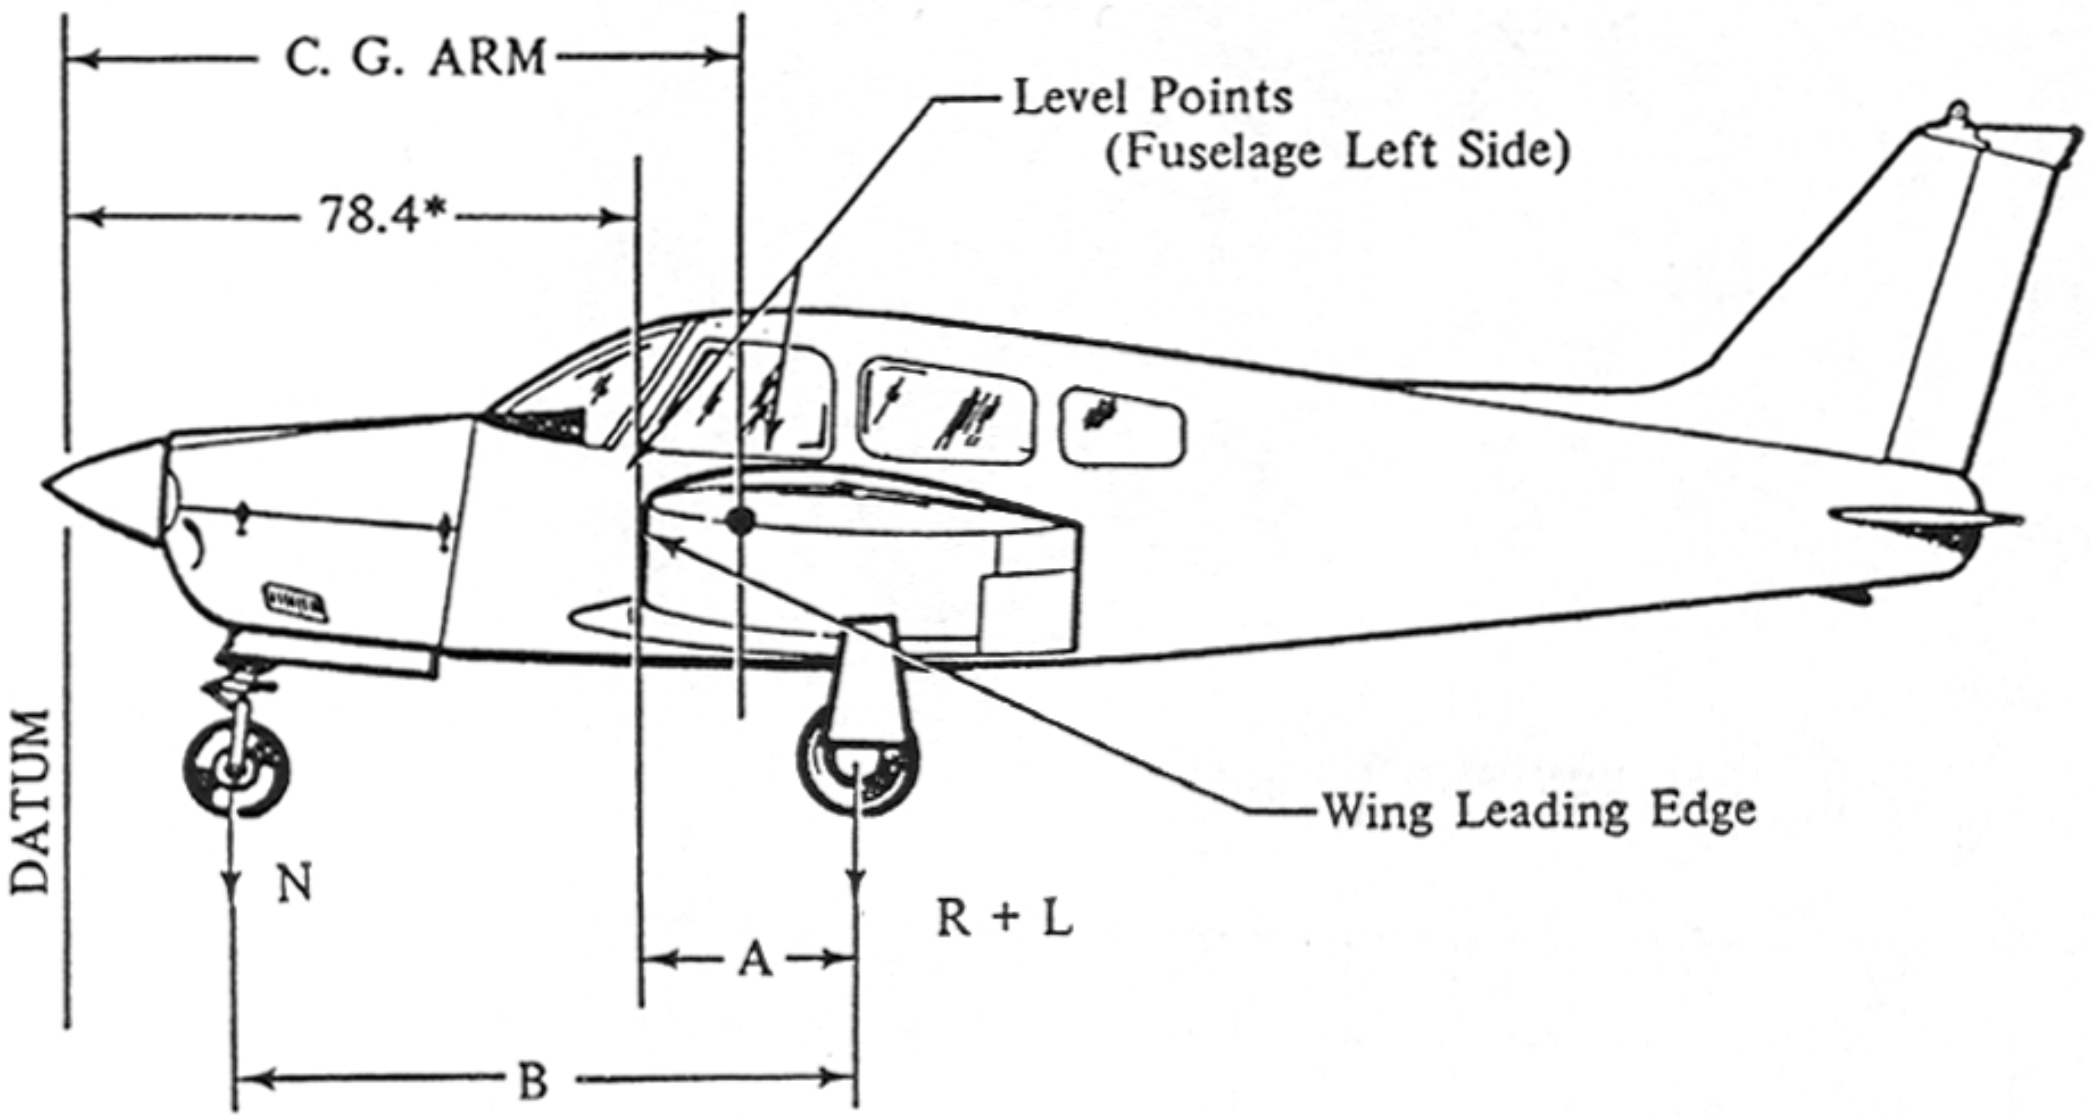 C. G. ARM
Level Points
(Fuselage Left Side)
78.4*
DATUM
Wing Leading Edge
N
R + L
A
B